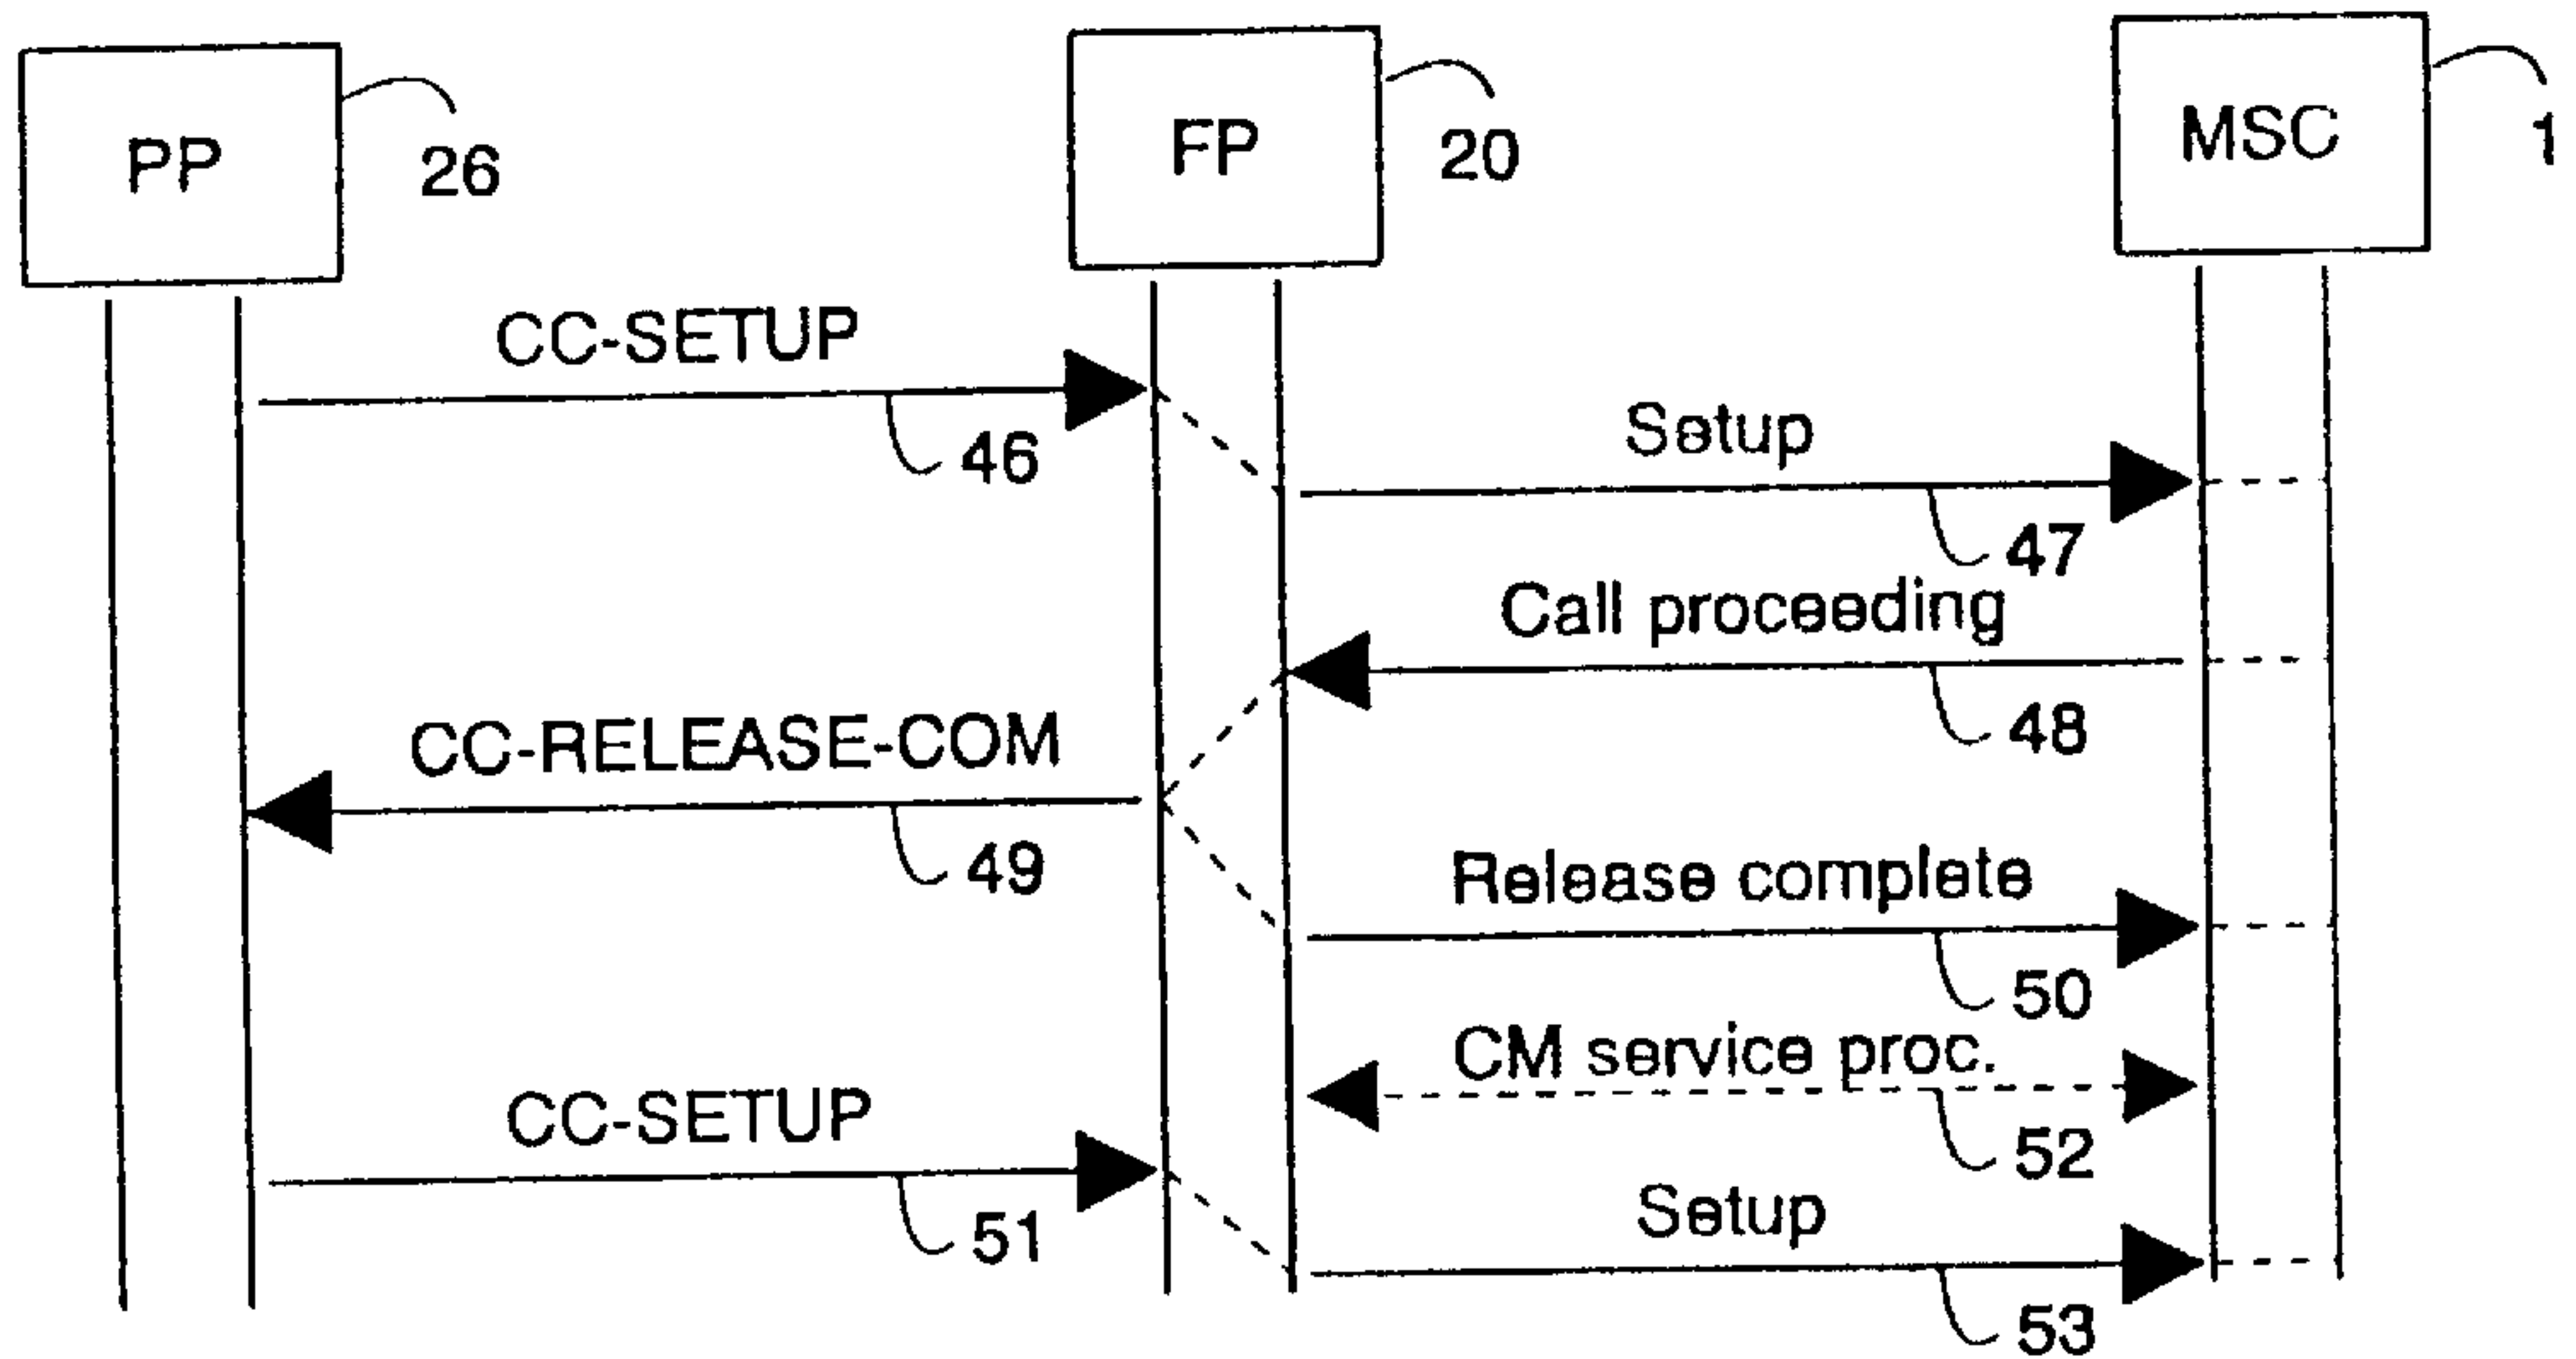 PP
26
FP
20
MSC
1
CC-SETUP
46
Setup
47
Call proceeding
48
CC-RELEASE-COM
49
Release complete
50
CM service proc.
52
CC-SETUP
51
Setup
53